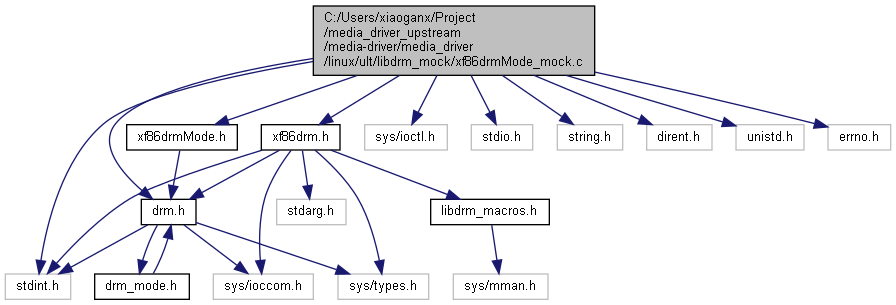 C:/Users/xiaoganx/Project
/media_driver_upstream
/media-driver/media_driver
/linux/ult/libdrm_mock/xf86drmMode_mock.c
xf86drmMode.h
xf86drm.h
sys/ioctl.h
stdio.h
string.h
dirent.h
unistd.h
errno.h
drm.h
stdarg.h
libdrm_macros.h
stdint.h
drm_mode.h
sys/ioccom.h
sys/types.h
sys/mman.h